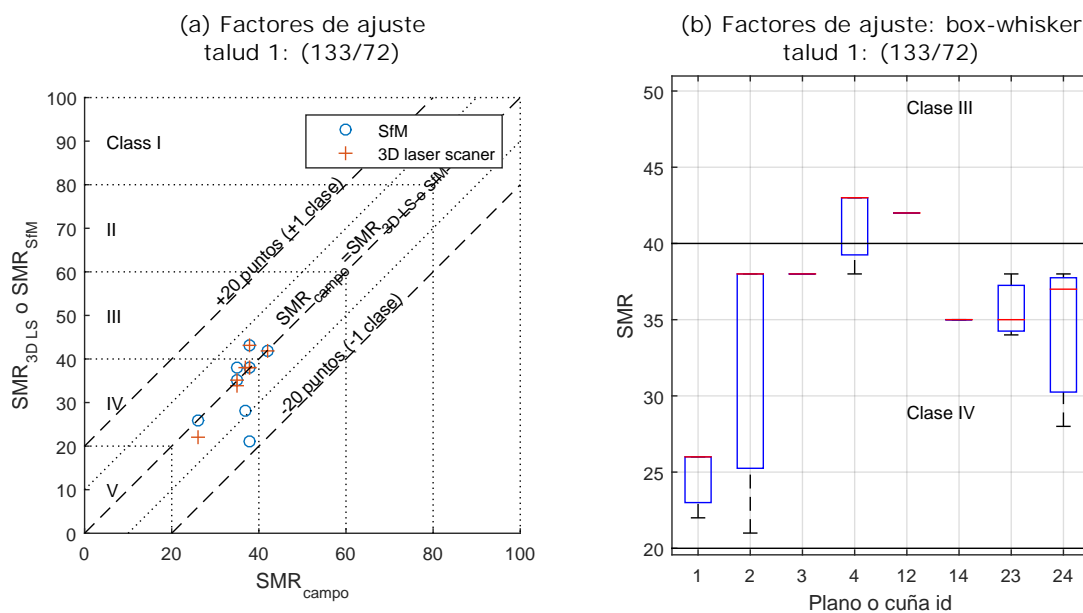 (a) Factores de ajuste
talud 1: (133/72)
100
90
80
70
60
50
40
30
20
10
0
0
20
40
60
80
100
SMR3D LS o SMRSfM
SMRcampo
Class I
II
III
IV
V
SfM
3D laser scaner
+20 puntos (+1 clase)
SMRcampo=SMR3D LS o SfM
-20 puntos (-1 clase)
(b) Factores de ajuste: box-whisker
talud 1: (133/72)
50
45
40
35
30
25
20
SMR
Clase III
Clase IV
1 2 3 4 12 14 23 24
Plano o cuña id